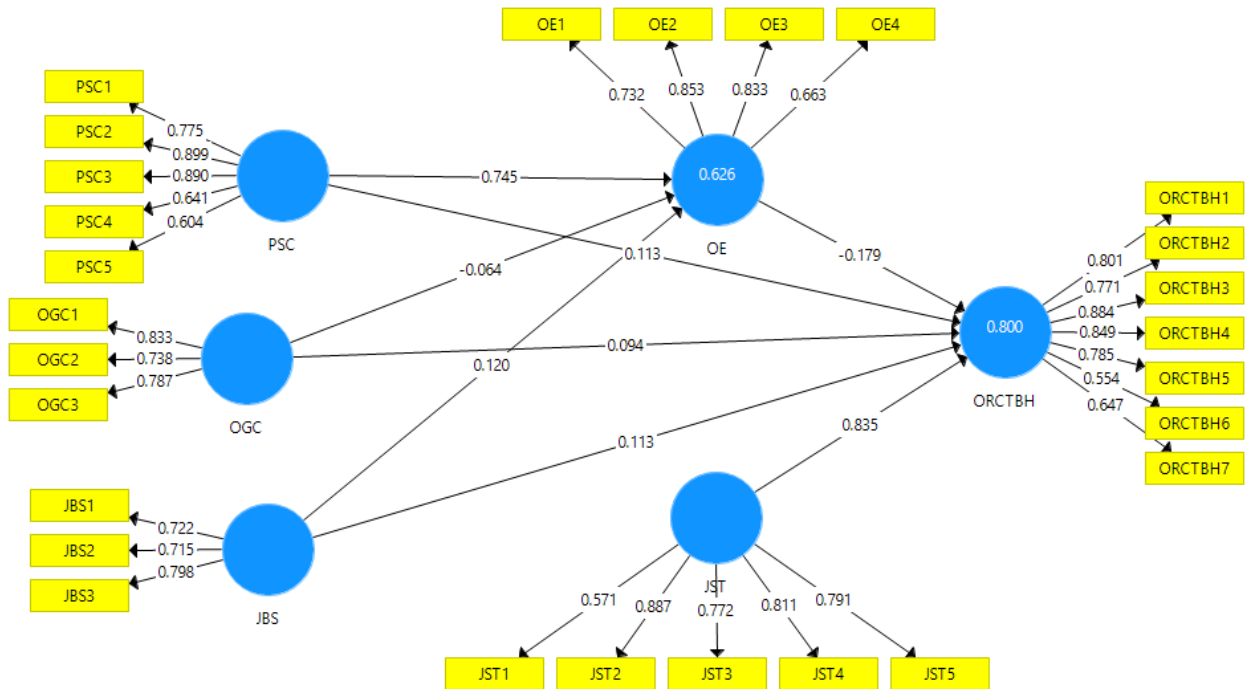 OE1
OE2
OE3
OE4
0.732
0.853
0.833
0.663
PSC1
PSC2
PSC3
PSC4
PSC5
0.775
0.899
0.890
0.641
0.604
PSC
0.745
0.626
OE
0.113
-0.064
-0.179
OGC1
OGC2
OGC3
0.833
0.738
0.787
OGC
0.094
0.120
0.800
ORCTBH
0.801
0.771
0.884
0.849
0.785
0.554
0.647
ORCTBH1
ORCTBH2
ORCTBH3
ORCTBH4
ORCTBH5
ORCTBH6
ORCTBH7
0.113
0.835
JBS1
JBS2
JBS3
0.722
0.715
0.798
JBS
JST
0.571
0.887
0.772
0.811
0.791
JST1
JST2
JST3
JST4
JST5